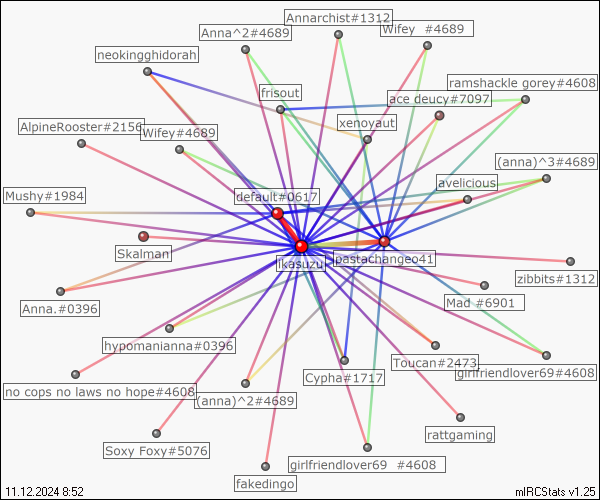 Annarchist#1312
Anna^2#4689
Wifey #4689
neokingghidorah
ramshackle gorey#4608
frisout
ace deucy#7097
AlpineRooster#2156
xenoyaut
Wifey#4689
(anna)^3#4689
avelicious
Mushy#1984
default#0617
Skalman
ikasuzu
pastachangeo41
zibbits#1312
Anna.#0396
Mad #6901
hypomanianna#0396
Toucan#2473
girlfriendlover69#4608
Cypha#1717
no cops no laws no hope#4608
(anna)^2#4689
rattgaming
Soxy Foxy#5076
girlfriendlover69 #4608
fakedingo
11.12.2024 8:52
mIRCStats v1.25